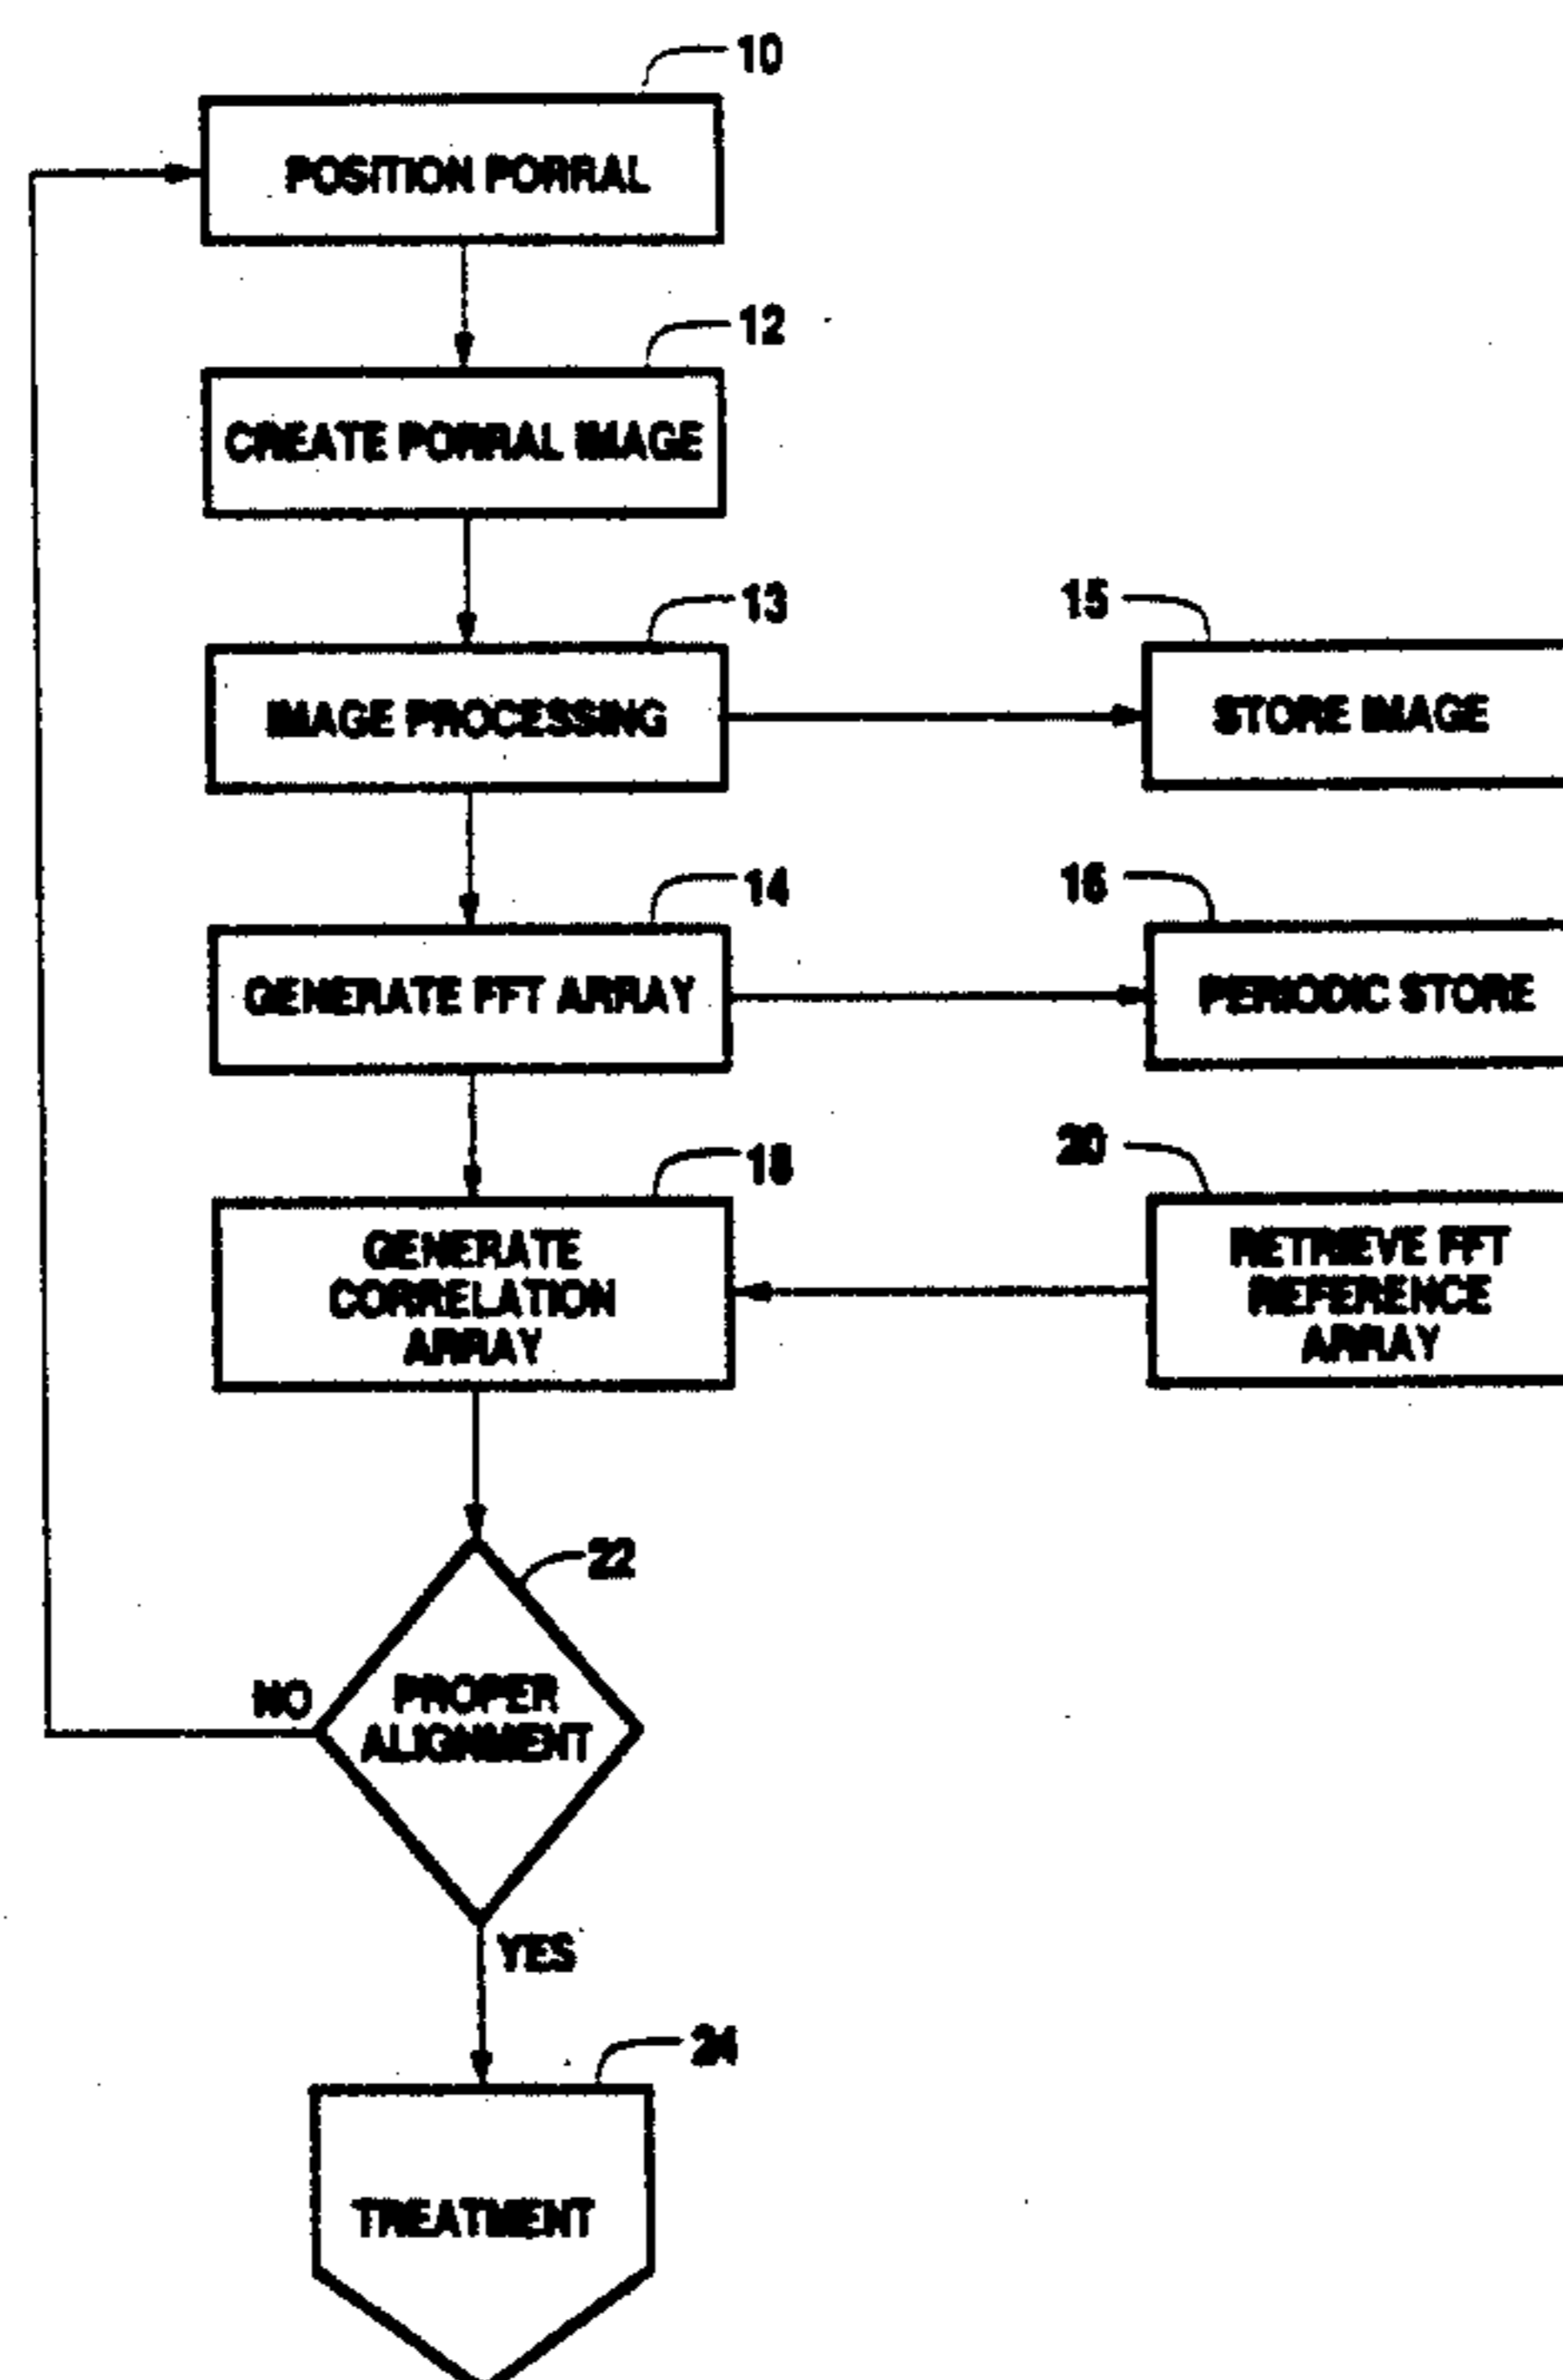 10
POSITION PORRAL
12
CREATE PORRAL IMAGE
13
IMAGE PROCESSING
15
STORE IMAGE
14
GENERATE FFT ARRAY
16
PERIODIC STORE
18
GENERATE
CORRELATION
ARRAY
20
RETRIEVE FFT
REFERENCE
ARRAY
22
PROPER
ALIGNMENT
NO
YES
24
TREATMENT